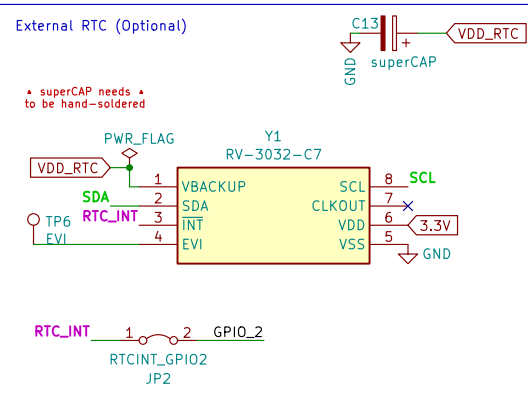 External RTC (Optional)
C13
+
superCAP
VDD_RTC
GND
▲ superCAP needs ▲
to be hand-soldered
PWR_FLAG
VDD_RTC
Y1
RV-3032-C7
1 VBACKUP
SDA 2 SDA
RTC_INT 3 INT
4 EVI
TP6
EVI
SCL 8 SCL
CLKOUT 7
VDD 6 3.3V
VSS 5 GND
RTC_INT 1 2 GPIO_2
RTCINT_GPIO2
JP2